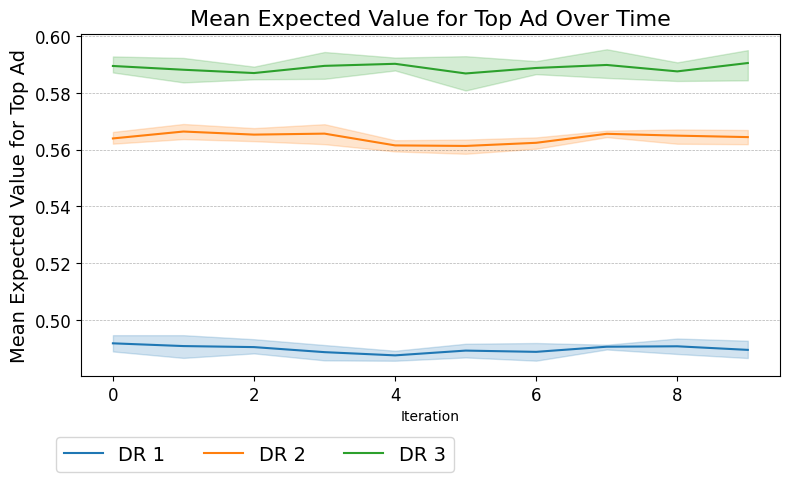 Mean Expected Value for Top Ad Over Time
Mean Expected Value for Top Ad
0.60
0.58
0.56
0.54
0.52
0.50
0 2 4 6 8
Iteration
DR 1 DR 2 DR 3